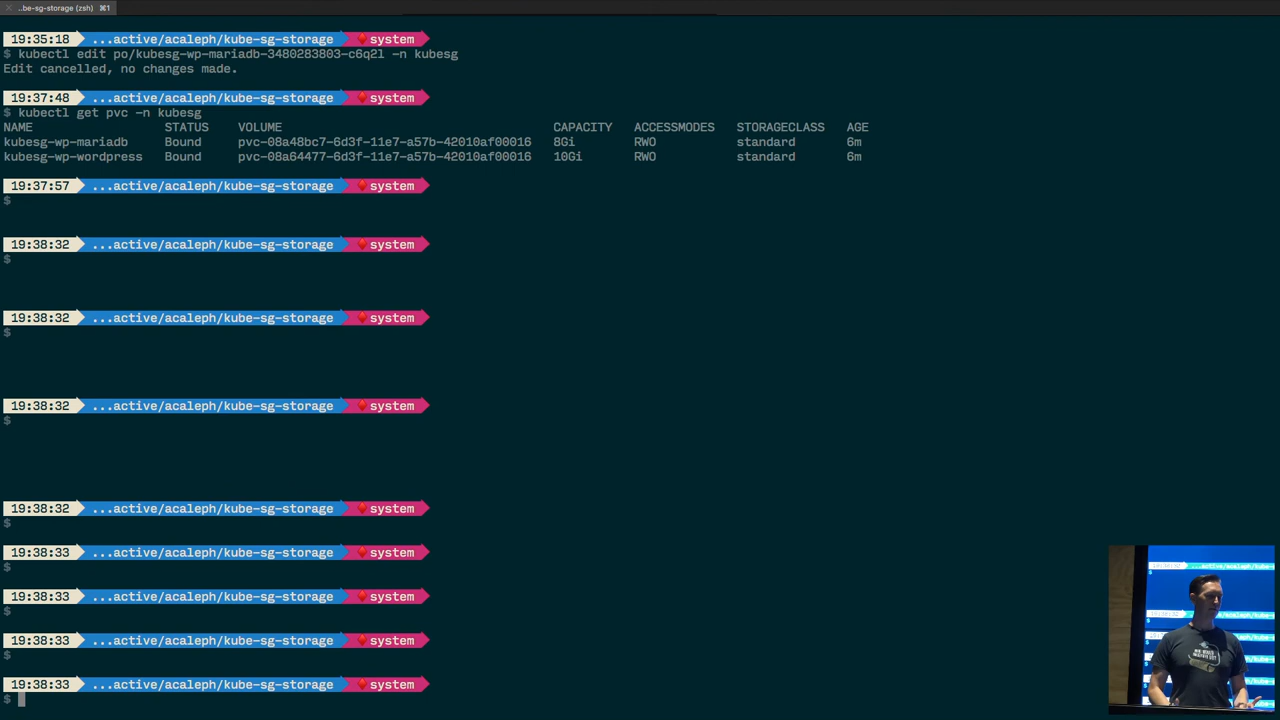 ..be-sg-storage (zsh) ⌘1
19:35:18 ...active/acaleph/kube-sg-storage system
$ kubectl edit po/kubesg-wp-mariadb-3480283803-c6q2l -n kubesg
Edit cancelled, no changes made.
19:37:48 ...active/acaleph/kube-sg-storage system
$ kubectl get pvc -n kubesg
NAME STATUS VOLUME CAPACITY ACCESSMODES STORAGECLASS AGE
kubesg-wp-mariadb Bound pvc-08a48bc7-6d3f-11e7-a57b-42010af00016 8Gi RWO standard 6m
kubesg-wp-wordpress Bound pvc-08a64477-6d3f-11e7-a57b-42010af00016 10Gi RWO standard 6m
19:37:57 ...active/acaleph/kube-sg-storage system
$
19:38:32 ...active/acaleph/kube-sg-storage system
$
19:38:32 ...active/acaleph/kube-sg-storage system
$
19:38:32 ...active/acaleph/kube-sg-storage system
$
19:38:32 ...active/acaleph/kube-sg-storage system
$
19:38:33 ...active/acaleph/kube-sg-storage system
$
19:38:33 ...active/acaleph/kube-sg-storage system
$
19:38:33 ...active/acaleph/kube-sg-storage system
$
19:38:33 ...active/acaleph/kube-sg-storage system
$